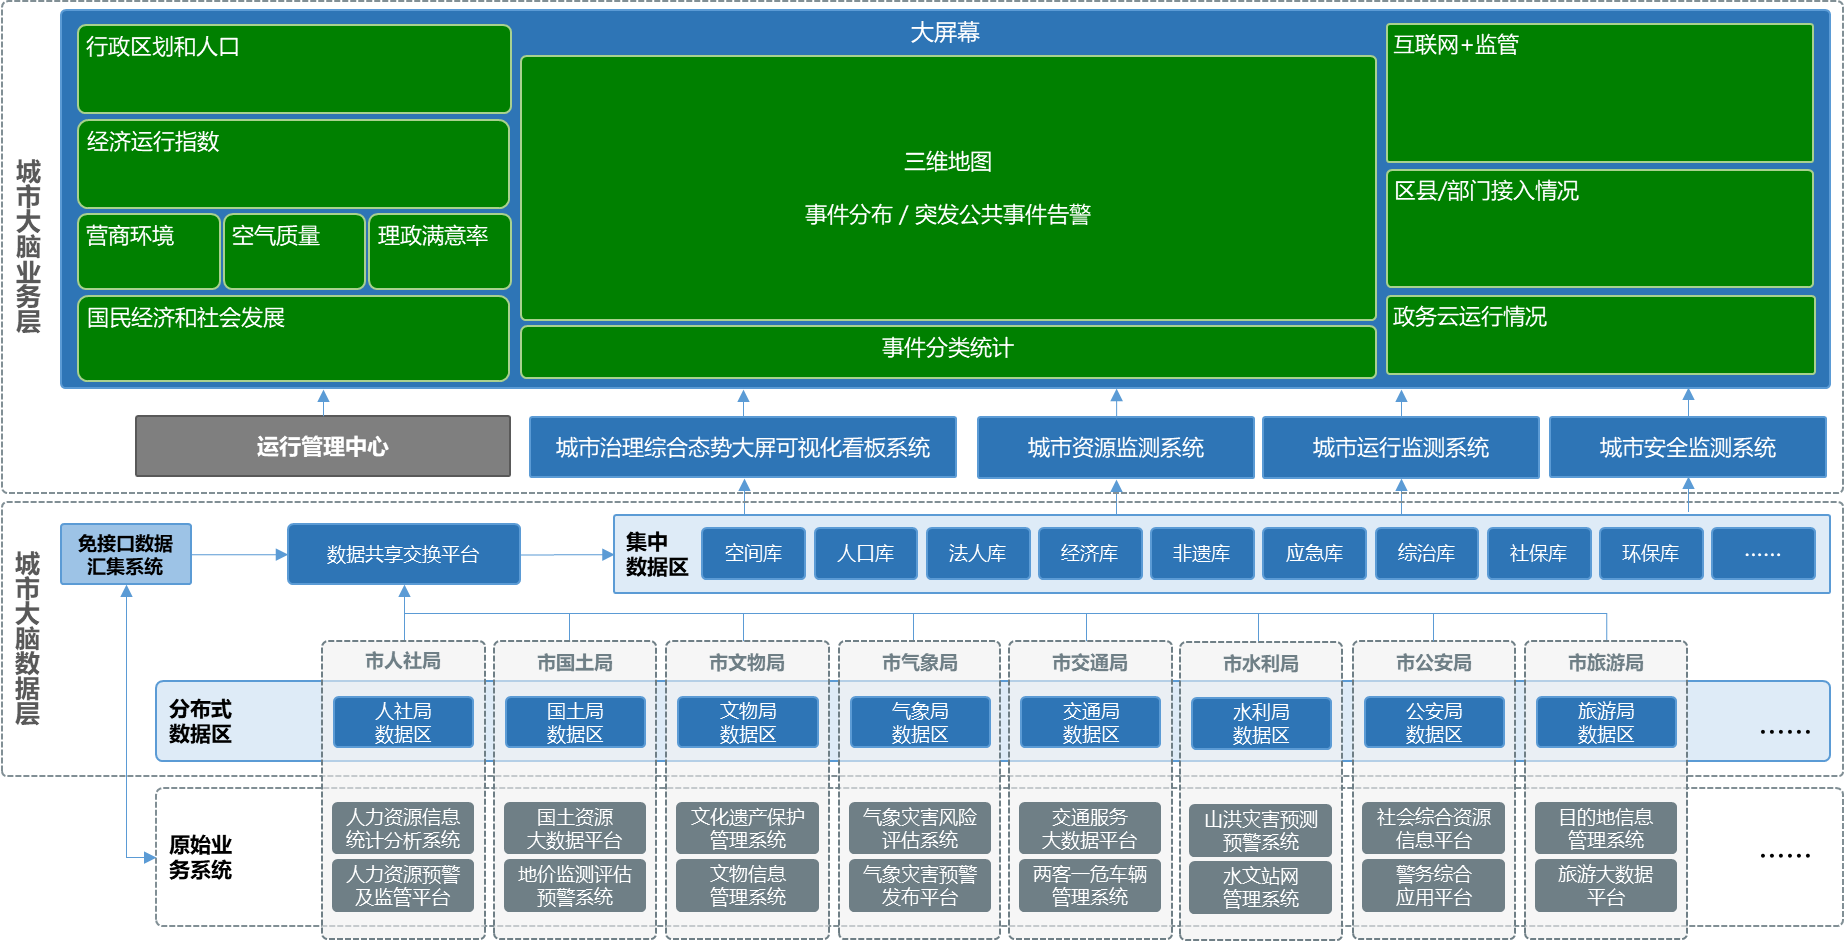 城市大脑业务层
大屏幕
行政区划和人口
经济运行指数
营商环境
空气质量
理政满意率
国民经济和社会发展
三维地图
事件分布 / 突发公共事件告警
事件分类统计
互联网+监管
区县/部门接入情况
政务云运行情况
运行管理中心
城市治理综合态势大屏可视化看板系统
城市资源监测系统
城市运行监测系统
城市安全监测系统
城市大脑数据层
免接口数据
汇集系统
数据共享交换平台
集中
数据区
空间库
人口库
法人库
经济库
非遗库
应急库
综治库
社保库
环保库
......
市人社局
市国土局
市文物局
市气象局
市交通局
市水利局
市公安局
市旅游局
分布式
数据区
人社局
数据区
国土局
数据区
文物局
数据区
气象局
数据区
交通局
数据区
水利局
数据区
公安局
数据区
旅游局
数据区
......
原始业
务系统
人力资源信息
统计分析系统
国土资源
大数据平台
文化遗产保护
管理系统
气象灾害风险
评估系统
交通服务
大数据平台
山洪灾害预测
预警系统
社会综合资源
信息平台
目的地信息
管理系统
......
人力资源预警
及监管平台
地价监测评估
预警系统
文物信息
管理系统
气象灾害预警
发布平台
两客一危车辆
管理系统
水文站网
管理系统
警务综合
应用平台
旅游大数据
平台